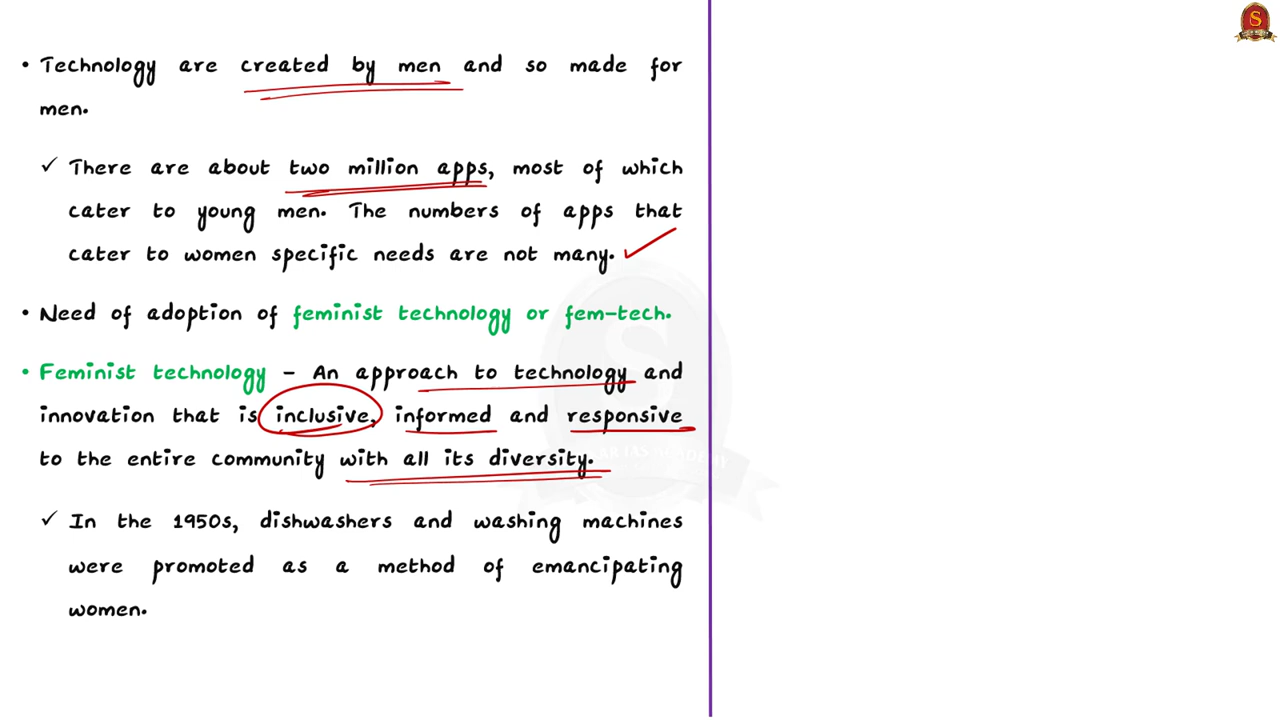 • Technology are created by men and so made for
men.
✓ There are about two million apps, most of which
cater to young men. The numbers of apps that
cater to women specific needs are not many.
• Need of adoption of feminist technology or fem-tech.
• Feminist technology – An approach to technology and
innovation that is inclusive, informed and responsive
to the entire community with all its diversity.
✓ In the 1950s, dishwashers and washing machines
were promoted as a method of emancipating
women.